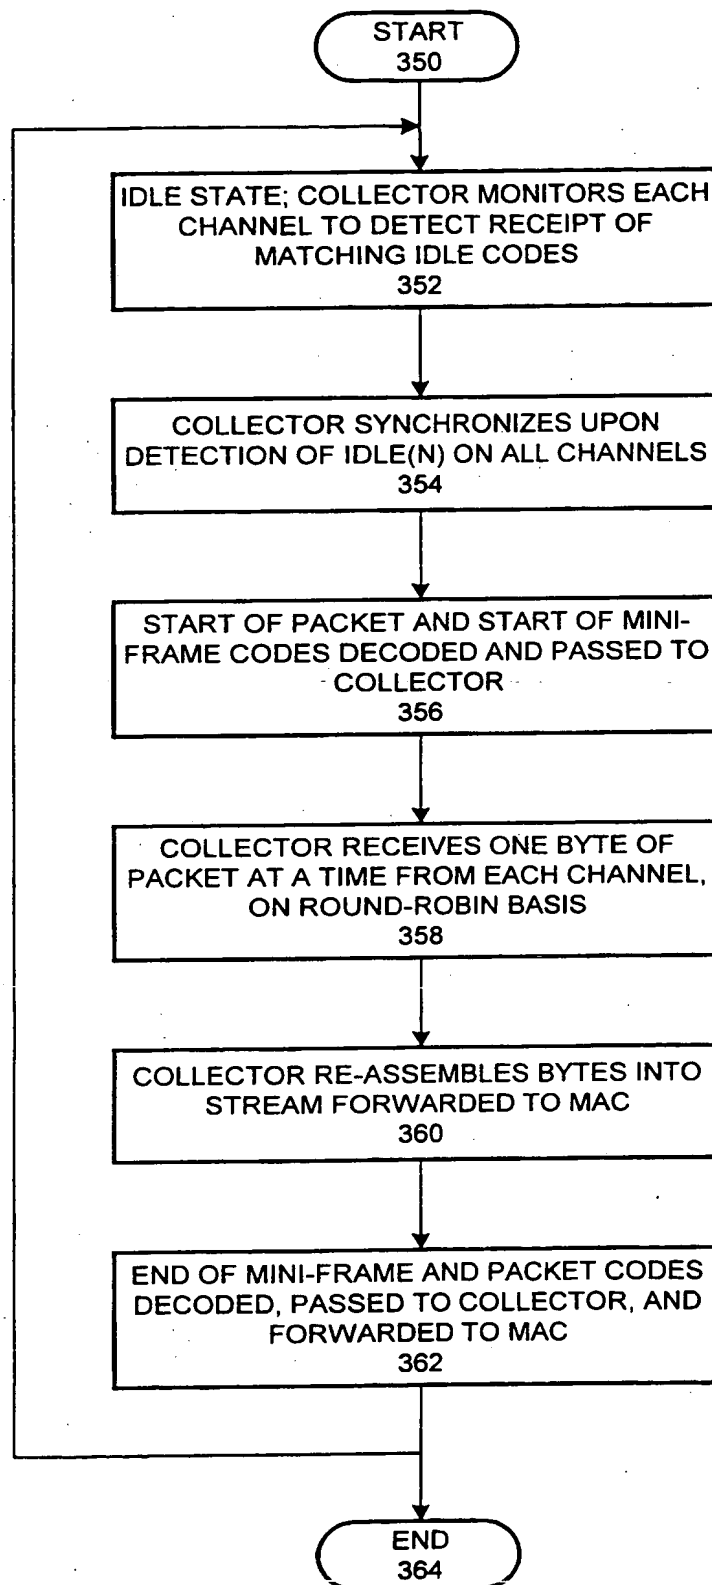 START
350
IDLE STATE; COLLECTOR MONITORS EACH
CHANNEL TO DETECT RECEIPT OF
MATCHING IDLE CODES
352
COLLECTOR SYNCHRONIZES UPON
DETECTION OF IDLE(N) ON ALL CHANNELS
354
START OF PACKET AND START OF MINI-
FRAME CODES DECODED AND PASSED TO
COLLECTOR
356
COLLECTOR RECEIVES ONE BYTE OF
PACKET AT A TIME FROM EACH CHANNEL,
ON ROUND-ROBIN BASIS
358
COLLECTOR RE-ASSEMBLES BYTES INTO
STREAM FORWARDED TO MAC
360
END OF MINI-FRAME AND PACKET CODES
DECODED, PASSED TO COLLECTOR, AND
FORWARDED TO MAC
362
END
364